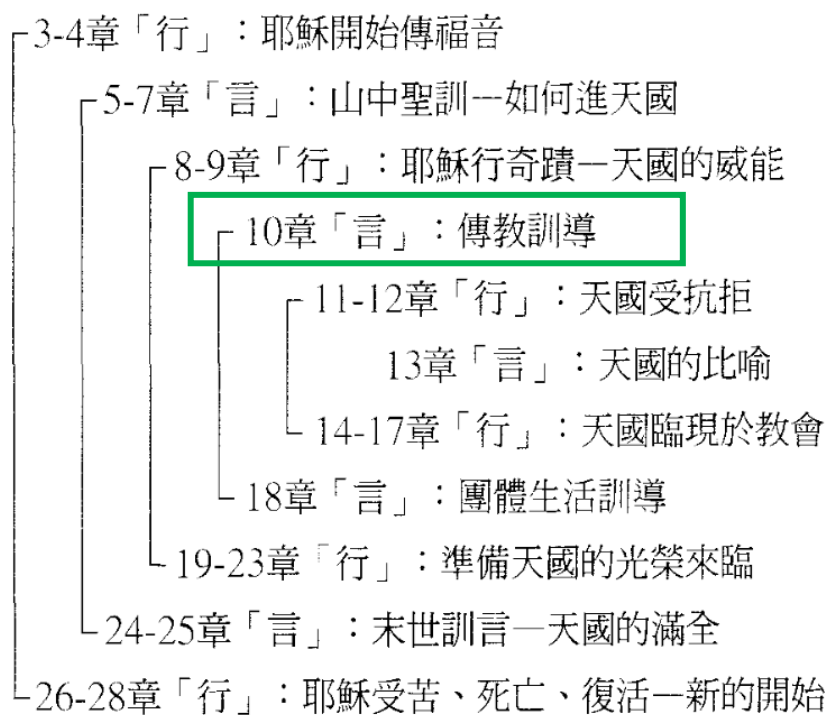 3-4章「行」：耶穌開始傳福音
5-7章「言」：山中聖訓—如何進天國
8-9章「行」：耶穌行奇蹟—天國的威能
10章「言」：傳教訓導
11-12章「行」：天國受抗拒
13章「言」：天國的比喻
14-17章「行」：天國臨現於教會
18章「言」：團體生活訓導
19-23章「行」：準備天國的光榮來臨
24-25章「言」：末世訓言—天國的滿全
26-28章「行」：耶穌受苦、死亡、復活—新的開始